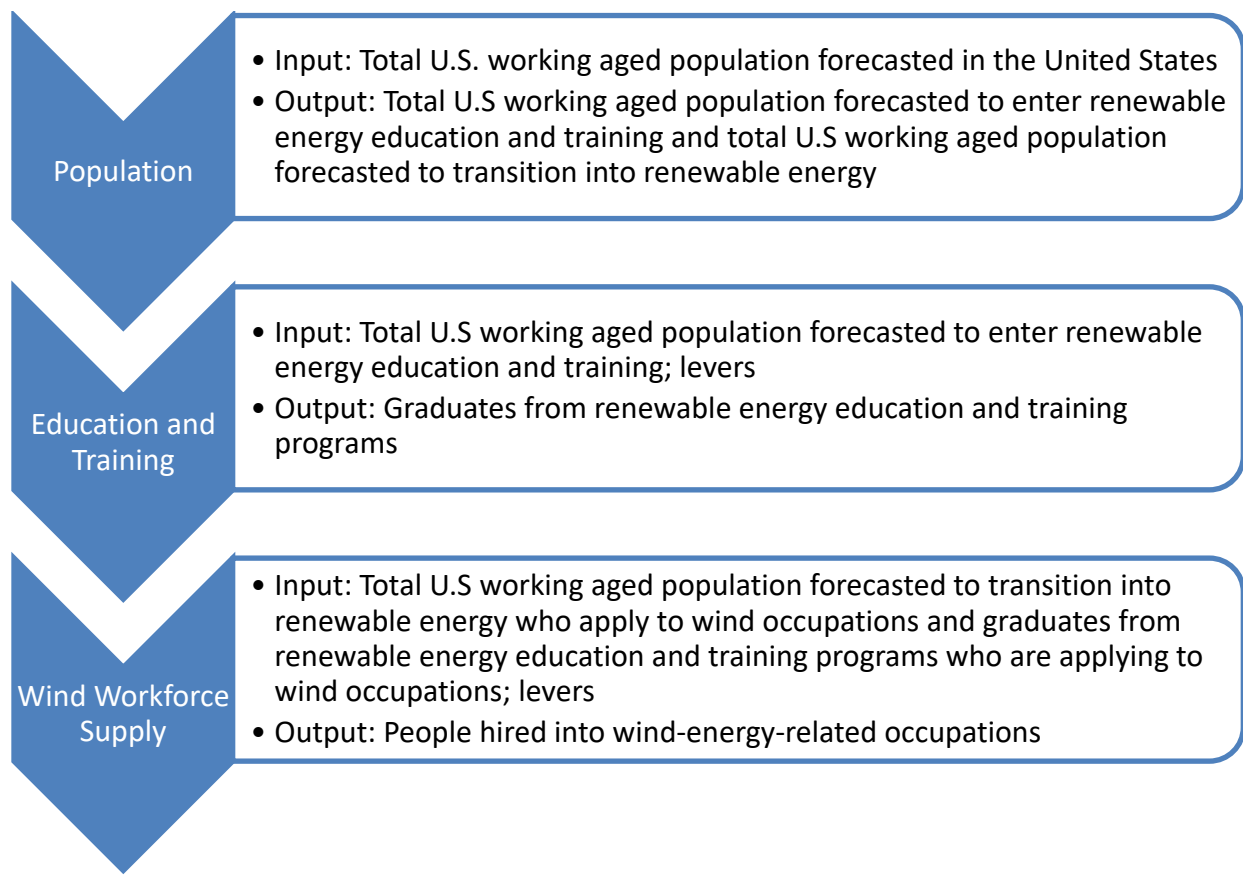 Population
• Input: Total U.S. working aged population forecasted in the United States
• Output: Total U.S working aged population forecasted to enter renewable
energy education and training and total U.S working aged population
forecasted to transition into renewable energy
Education and
Training
• Input: Total U.S working aged population forecasted to enter renewable
energy education and training; levers
• Output: Graduates from renewable energy education and training
programs
Wind Workforce
Supply
• Input: Total U.S working aged population forecasted to transition into
renewable energy who apply to wind occupations and graduates from
renewable energy education and training programs who are applying to
wind occupations; levers
• Output: People hired into wind-energy-related occupations